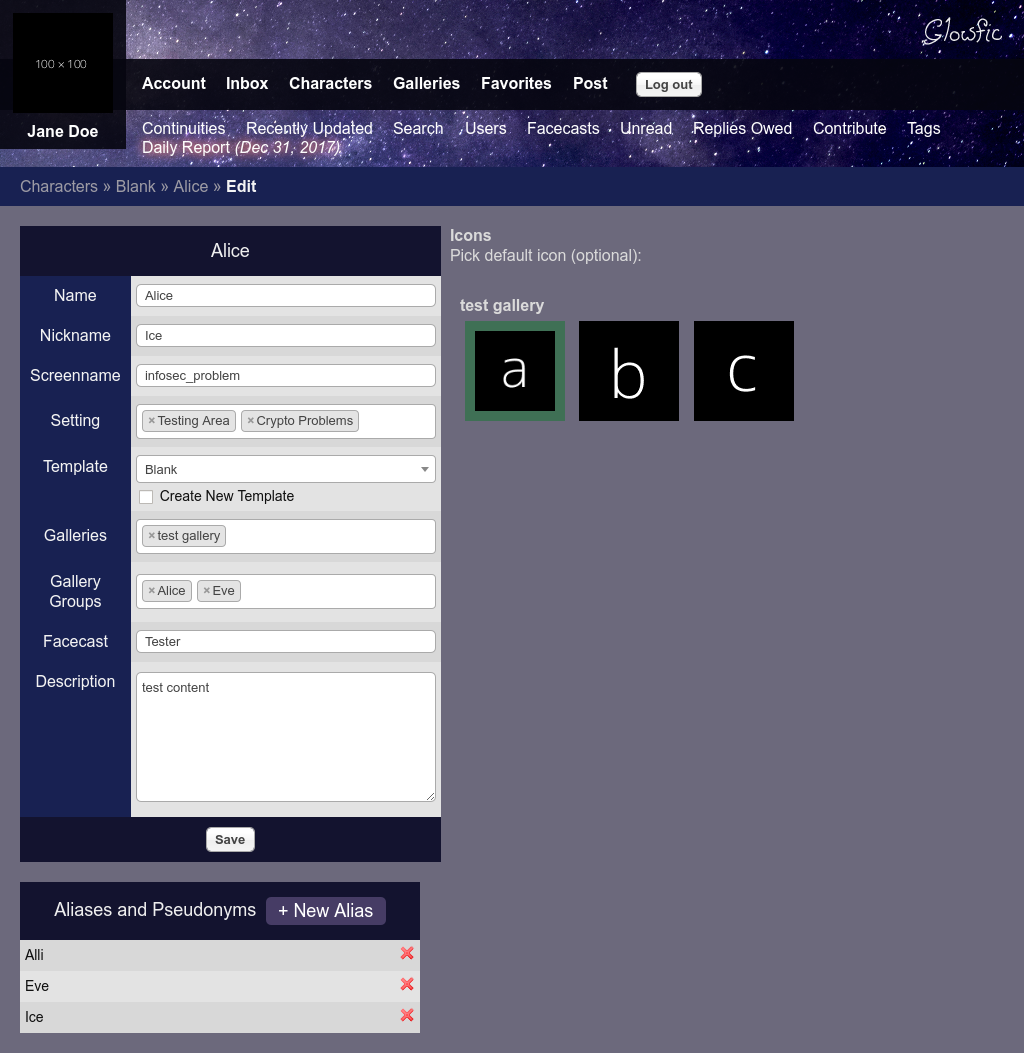 Glowfic
100 × 100
Account Inbox Characters Galleries Favorites Post Log out
Jane Doe
Continuities Recently Updated Search Users Facecasts Unread Replies Owed Contribute Tags
Daily Report (Dec 31, 2017)
Characters » Blank » Alice » Edit
Alice
Name Alice
Nickname Ice
Screenname infosec_problem
Setting ×Testing Area ×Crypto Problems
Template Blank
Create New Template
Galleries ×test gallery
Gallery
Groups
×Alice ×Eve
Facecast Tester
Description test content
Save
Icons
Pick default icon (optional):
test gallery
a b c
Aliases and Pseudonyms + New Alias
Alli
Eve
Ice